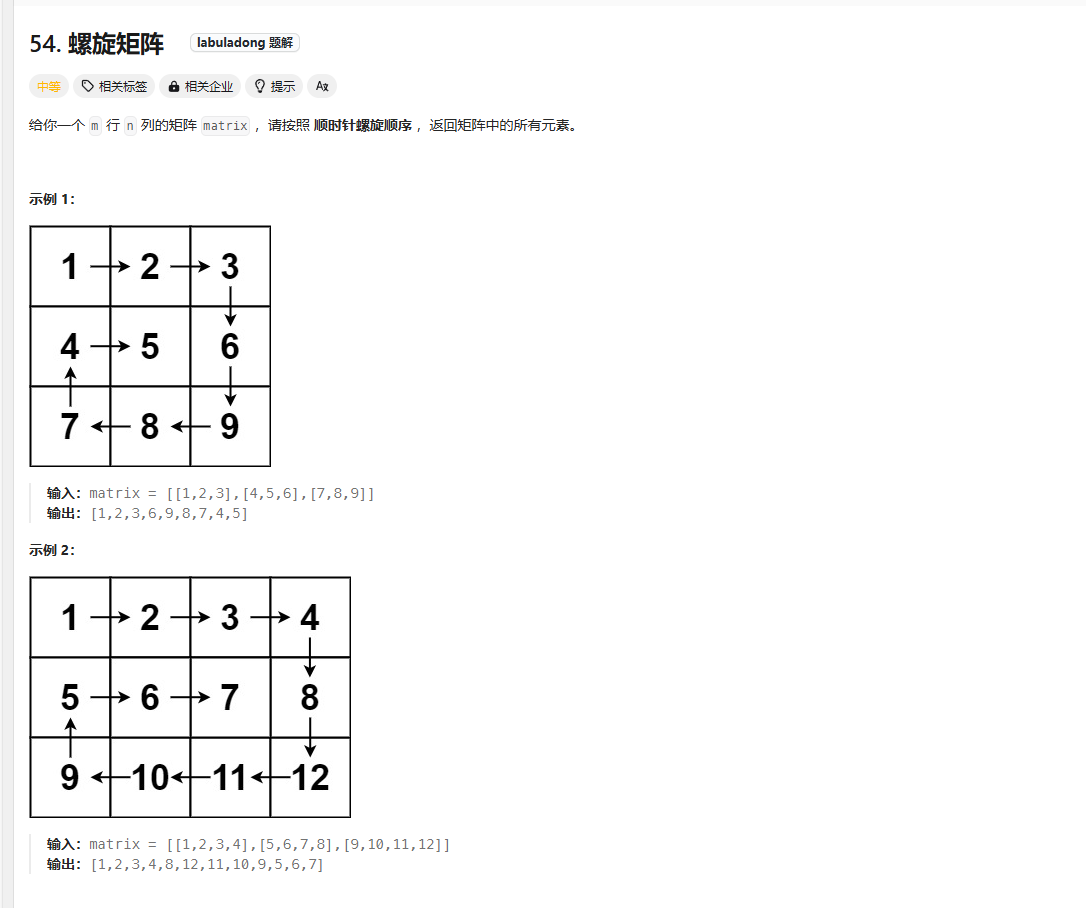 54. 螺旋矩阵 labuladong 题解
中等 相关标签 相关企业 提示 Ax
给你一个 m 行 n 列的矩阵 matrix ，请按照 顺时针螺旋顺序 ，返回矩阵中的所有元素。
示例 1：
1 2 3
4 5 6
7 8 9
输入：matrix = [[1,2,3],[4,5,6],[7,8,9]]
输出：[1,2,3,6,9,8,7,4,5]
示例 2：
1 2 3 4
5 6 7 8
9 10 11 12
输入：matrix = [[1,2,3,4],[5,6,7,8],[9,10,11,12]]
输出：[1,2,3,4,8,12,11,10,9,5,6,7]